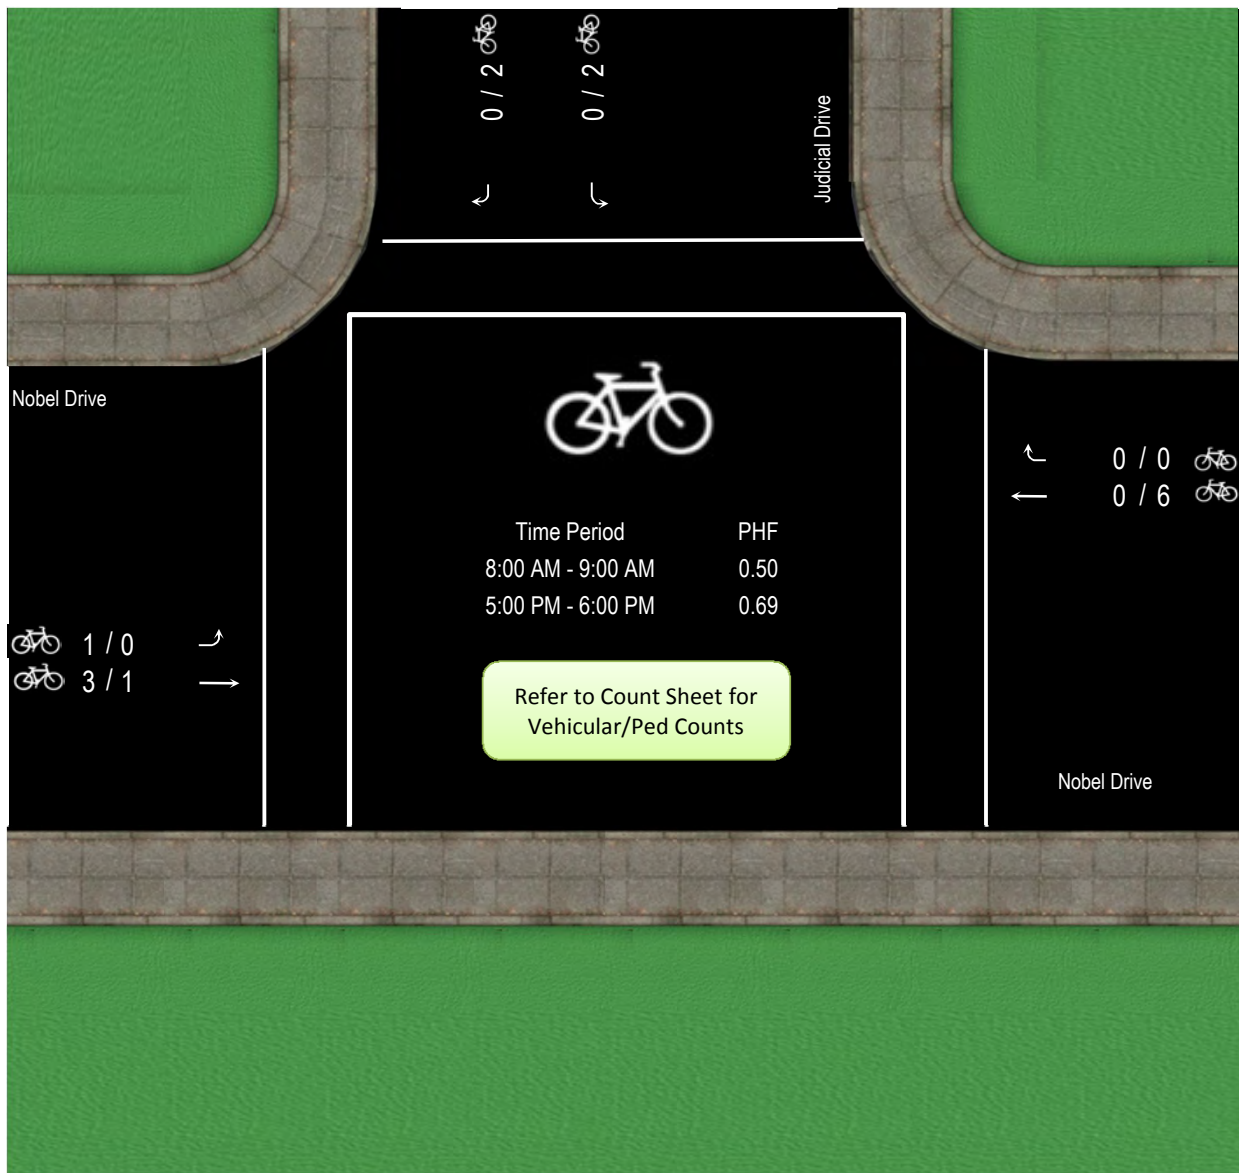 0 / 2
0 / 2
Judicial Drive
Nobel Drive
0 / 0
0 / 6
Time Period PHF
8:00 AM - 9:00 AM 0.50
5:00 PM - 6:00 PM 0.69
1 / 0
3 / 1
Refer to Count Sheet for
Vehicular/Ped Counts
Nobel Drive